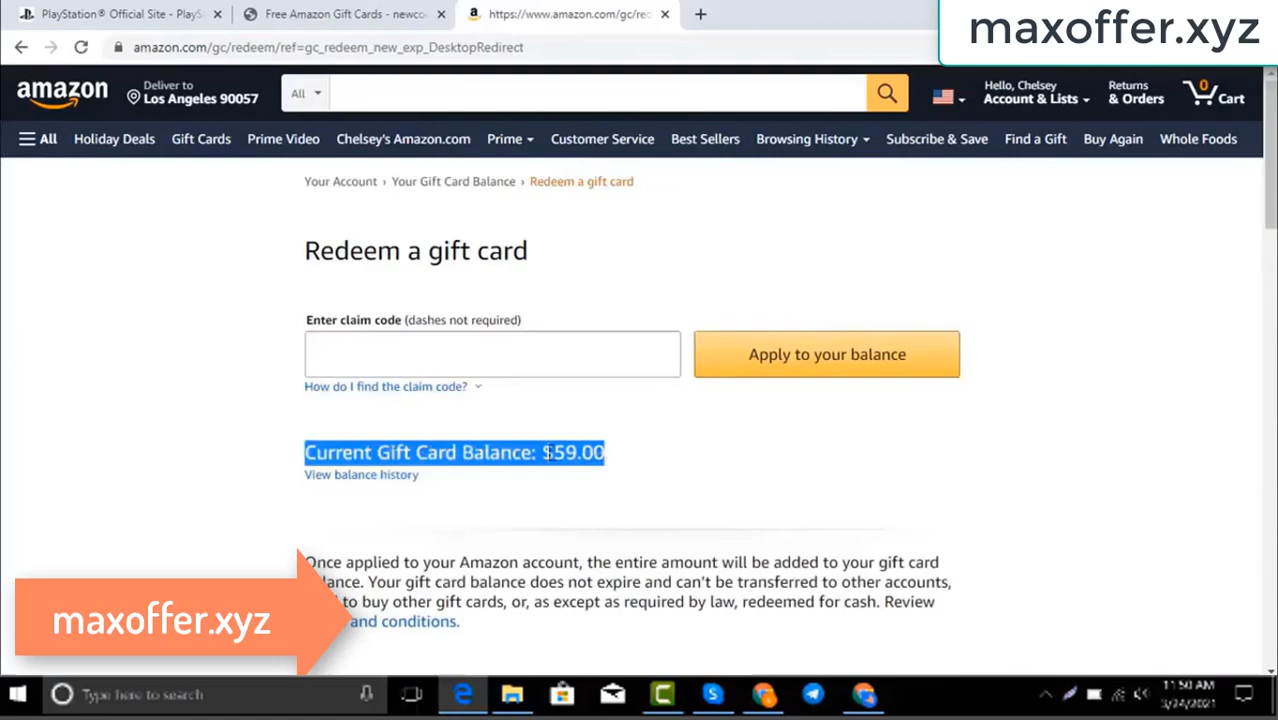 PlayStation® Official Site - PlaySt
Free Amazon Gift Cards - newco
https://www.amazon.com/gc/red
maxoffer.xyz
amazon.com/gc/redeem/ref=gc_redeem_new_exp_DesktopRedirect
amazon
Deliver to
Los Angeles 90057
All
Hello, Chelsey
Account & Lists
Returns
& Orders
0
Cart
All Holiday Deals Gift Cards Prime Video Chelsey's Amazon.com Prime Customer Service Best Sellers Browsing History Subscribe & Save Find a Gift Buy Again Whole Foods
Your Account › Your Gift Card Balance › Redeem a gift card
Redeem a gift card
Enter claim code (dashes not required)
Apply to your balance
How do I find the claim code?
Current Gift Card Balance: $59.00
View balance history
Once applied to your Amazon account, the entire amount will be added to your gift card
balance. Your gift card balance does not expire and can't be transferred to other accounts,
to buy other gift cards, or, as except as required by law, redeemed for cash. Review
and conditions.
maxoffer.xyz
Type here to search
11:50 AM
3/24/2021